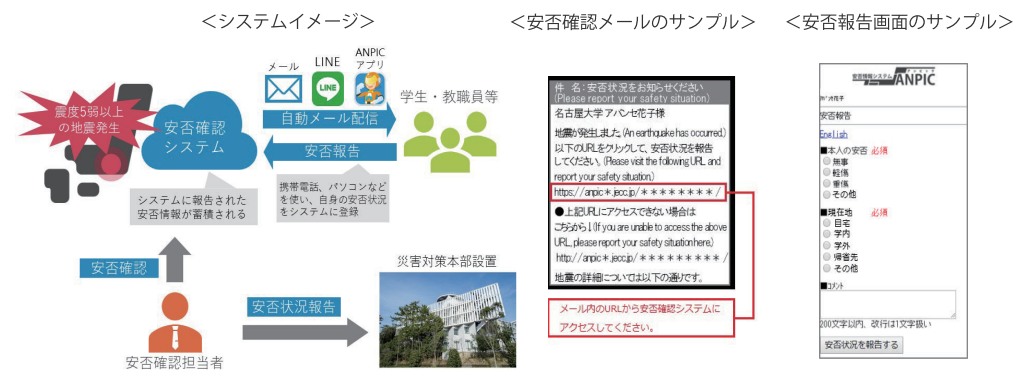 ＜システムイメージ＞
メール
LINE
ANPIC
アプリ
LINE
震度5弱以上
の地震発生
安否確認
システム
自動メール配信
安否報告
学生・教職員等
システムに報告された
安否情報が蓄積される
携帯電話、パソコンなど
を使い、自身の安否状況
をシステムに登録
安否確認
安否確認担当者
安否状況報告
災害対策本部設置
＜安否確認メールのサンプル＞
件 名：安否状況をお知らせください
(Please report your safety situation)
名古屋大学 アバンセ花子様
地震が発生しました。(An earthquake has occurred.)
以下のURLをクリックして、安否状況を報告
してください。(Please visit the following URL and
report your safety situation.)
https://anpic＊.jecc.jp/＊＊＊＊＊＊＊＊/
●上記URLにアクセスできない場合は
こちらから↓(If you are unable to access the above
URL, please report your safety situation here.)
http://anpic＊.jecc.jp/＊＊＊＊＊＊＊＊＊/
地震の詳細については以下の通りです。
メール内のURLから安否確認システムに
アクセスしてください。
＜安否報告画面のサンプル＞
安否情報システム ANPIC
安否報告
English
■本人の安否 必須
無事
軽傷
重傷
その他
■現在地 必須
自宅
学内
学外
帰省先
その他
■コメント
200文字以内、改行は1文字扱い
安否状況を報告する